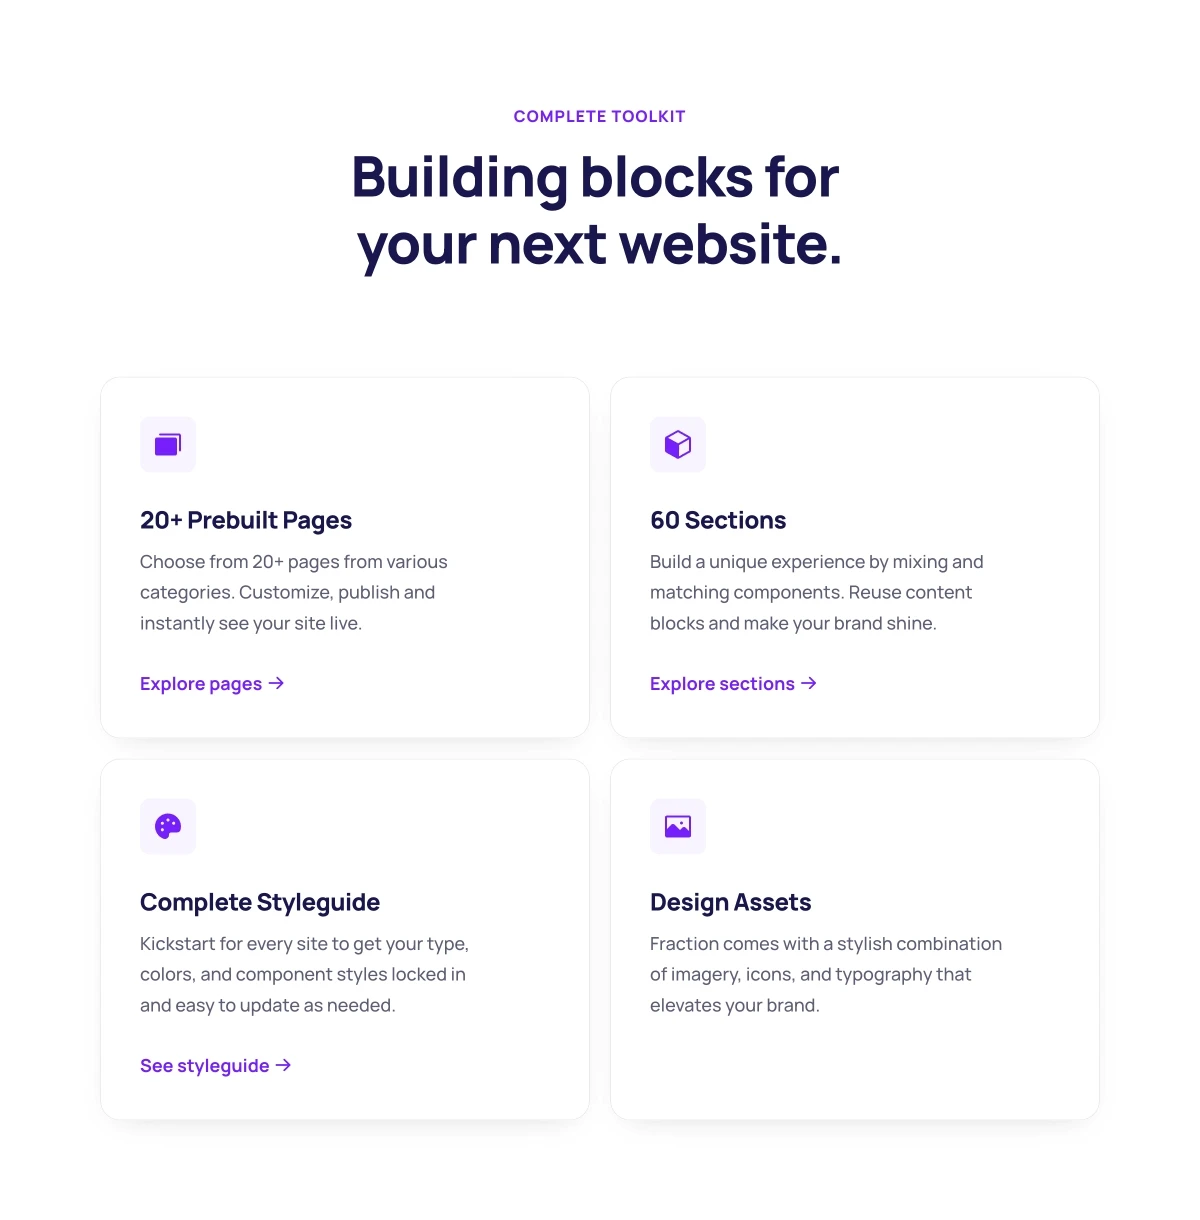 COMPLETE TOOLKIT
Building blocks for
your next website.
20+ Prebuilt Pages
Choose from 20+ pages from various
categories. Customize, publish and
instantly see your site live.
Explore pages →
60 Sections
Build a unique experience by mixing and
matching components. Reuse content
blocks and make your brand shine.
Explore sections →
Complete Styleguide
Kickstart for every site to get your type,
colors, and component styles locked in
and easy to update as needed.
See styleguide →
Design Assets
Fraction comes with a stylish combination
of imagery, icons, and typography that
elevates your brand.